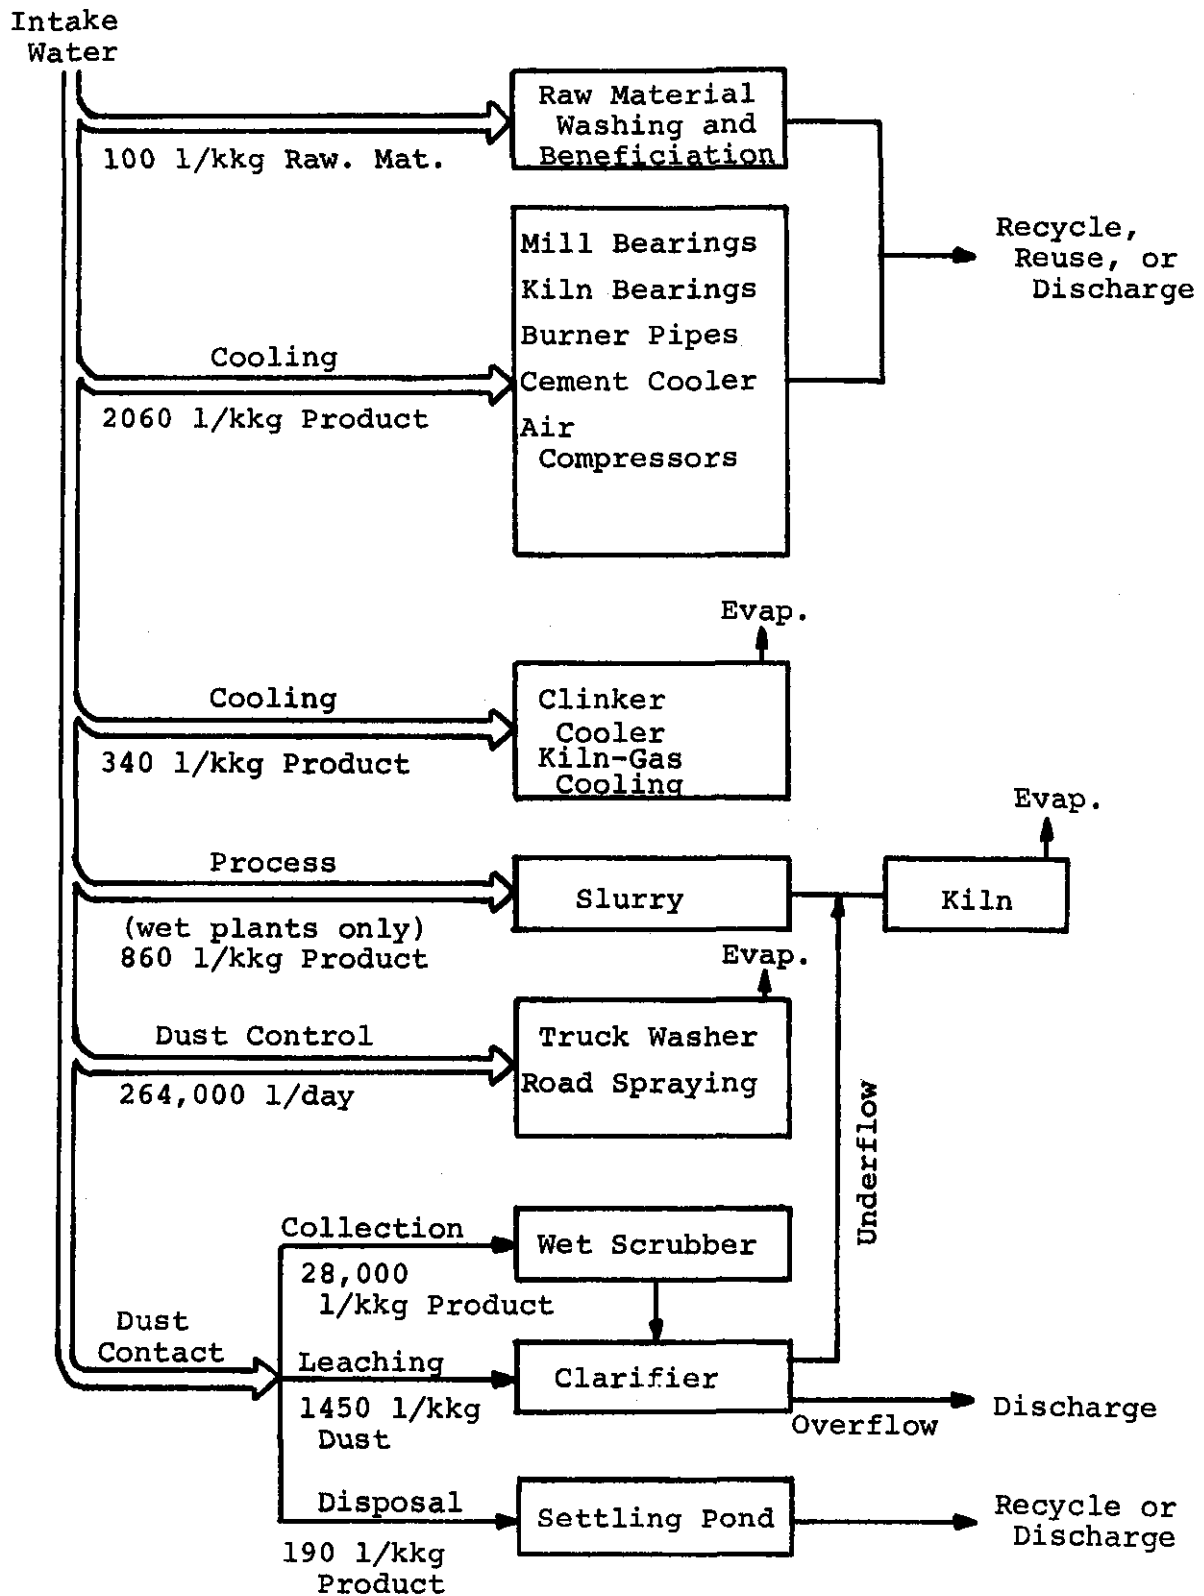 Intake
Water
Raw Material
Washing and
Beneficiation
100 l/kkg Raw. Mat.
Mill Bearings
Kiln Bearings
Burner Pipes
Cement Cooler
Air
Compressors
Recycle,
Reuse, or
Discharge
Cooling
2060 l/kkg Product
Evap.
Cooling
340 l/kkg Product
Clinker
Cooler
Kiln-Gas
Cooling
Evap.
Process
(wet plants only)
860 l/kkg Product
Slurry
Kiln
Evap.
Dust Control
264,000 l/day
Truck Washer
Road Spraying
Underflow
Collection
28,000
l/kkg Product
Wet Scrubber
Dust
Contact
Leaching
1450 l/kkg
Dust
Clarifier
Overflow
Discharge
Disposal
190 l/kkg
Product
Settling Pond
Recycle or
Discharge